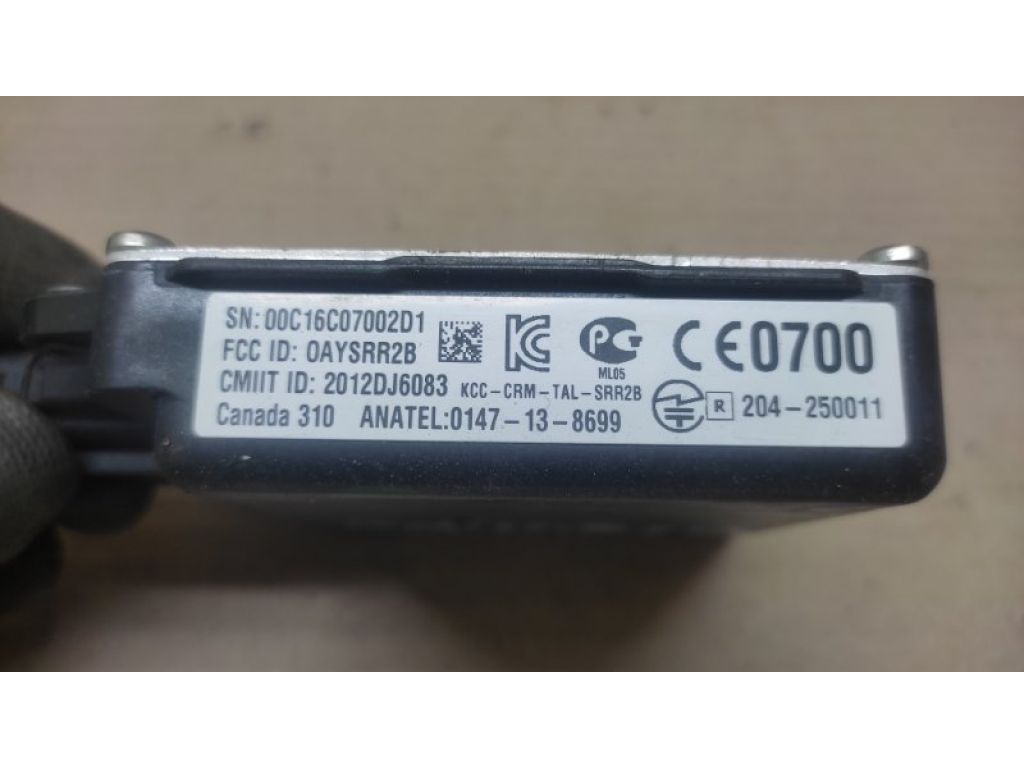 SN: 00C16C07002D1
FCC ID: OAYSRR2B
CMIIT ID: 2012DJ6083
KCC-CRM-TAL-SRR2B
ML05
CE0700
Canada 310
ANATEL:0147-13-8699
R 204-250011